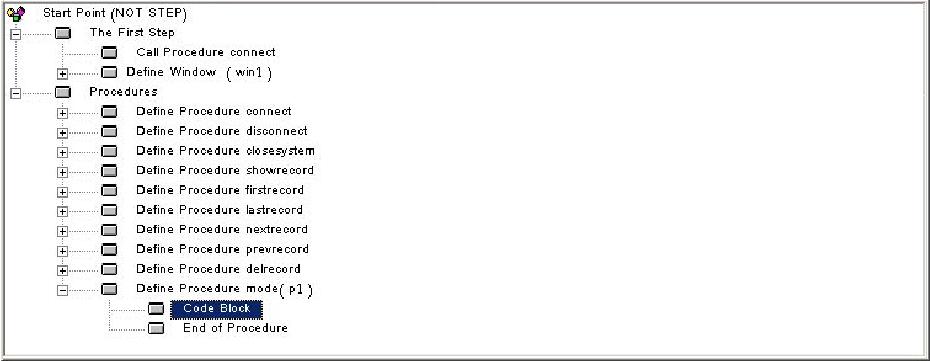 Start Point (NOT STEP)
The First Step
Call Procedure connect
Define Window ( win1 )
Procedures
Define Procedure connect
Define Procedure disconnect
Define Procedure closesystem
Define Procedure showrecord
Define Procedure firstrecord
Define Procedure lastrecord
Define Procedure nextrecord
Define Procedure prevrecord
Define Procedure delrecord
Define Procedure mode( p1 )
Code Block
End of Procedure